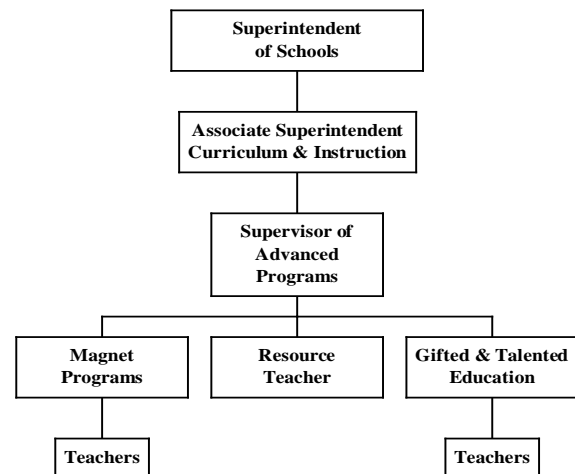 Superintendent
of Schools
Associate Superintendent
Curriculum & Instruction
Supervisor of
Advanced
Programs
Magnet
Programs
Resource
Teacher
Gifted & Talented
Education
Teachers
Teachers